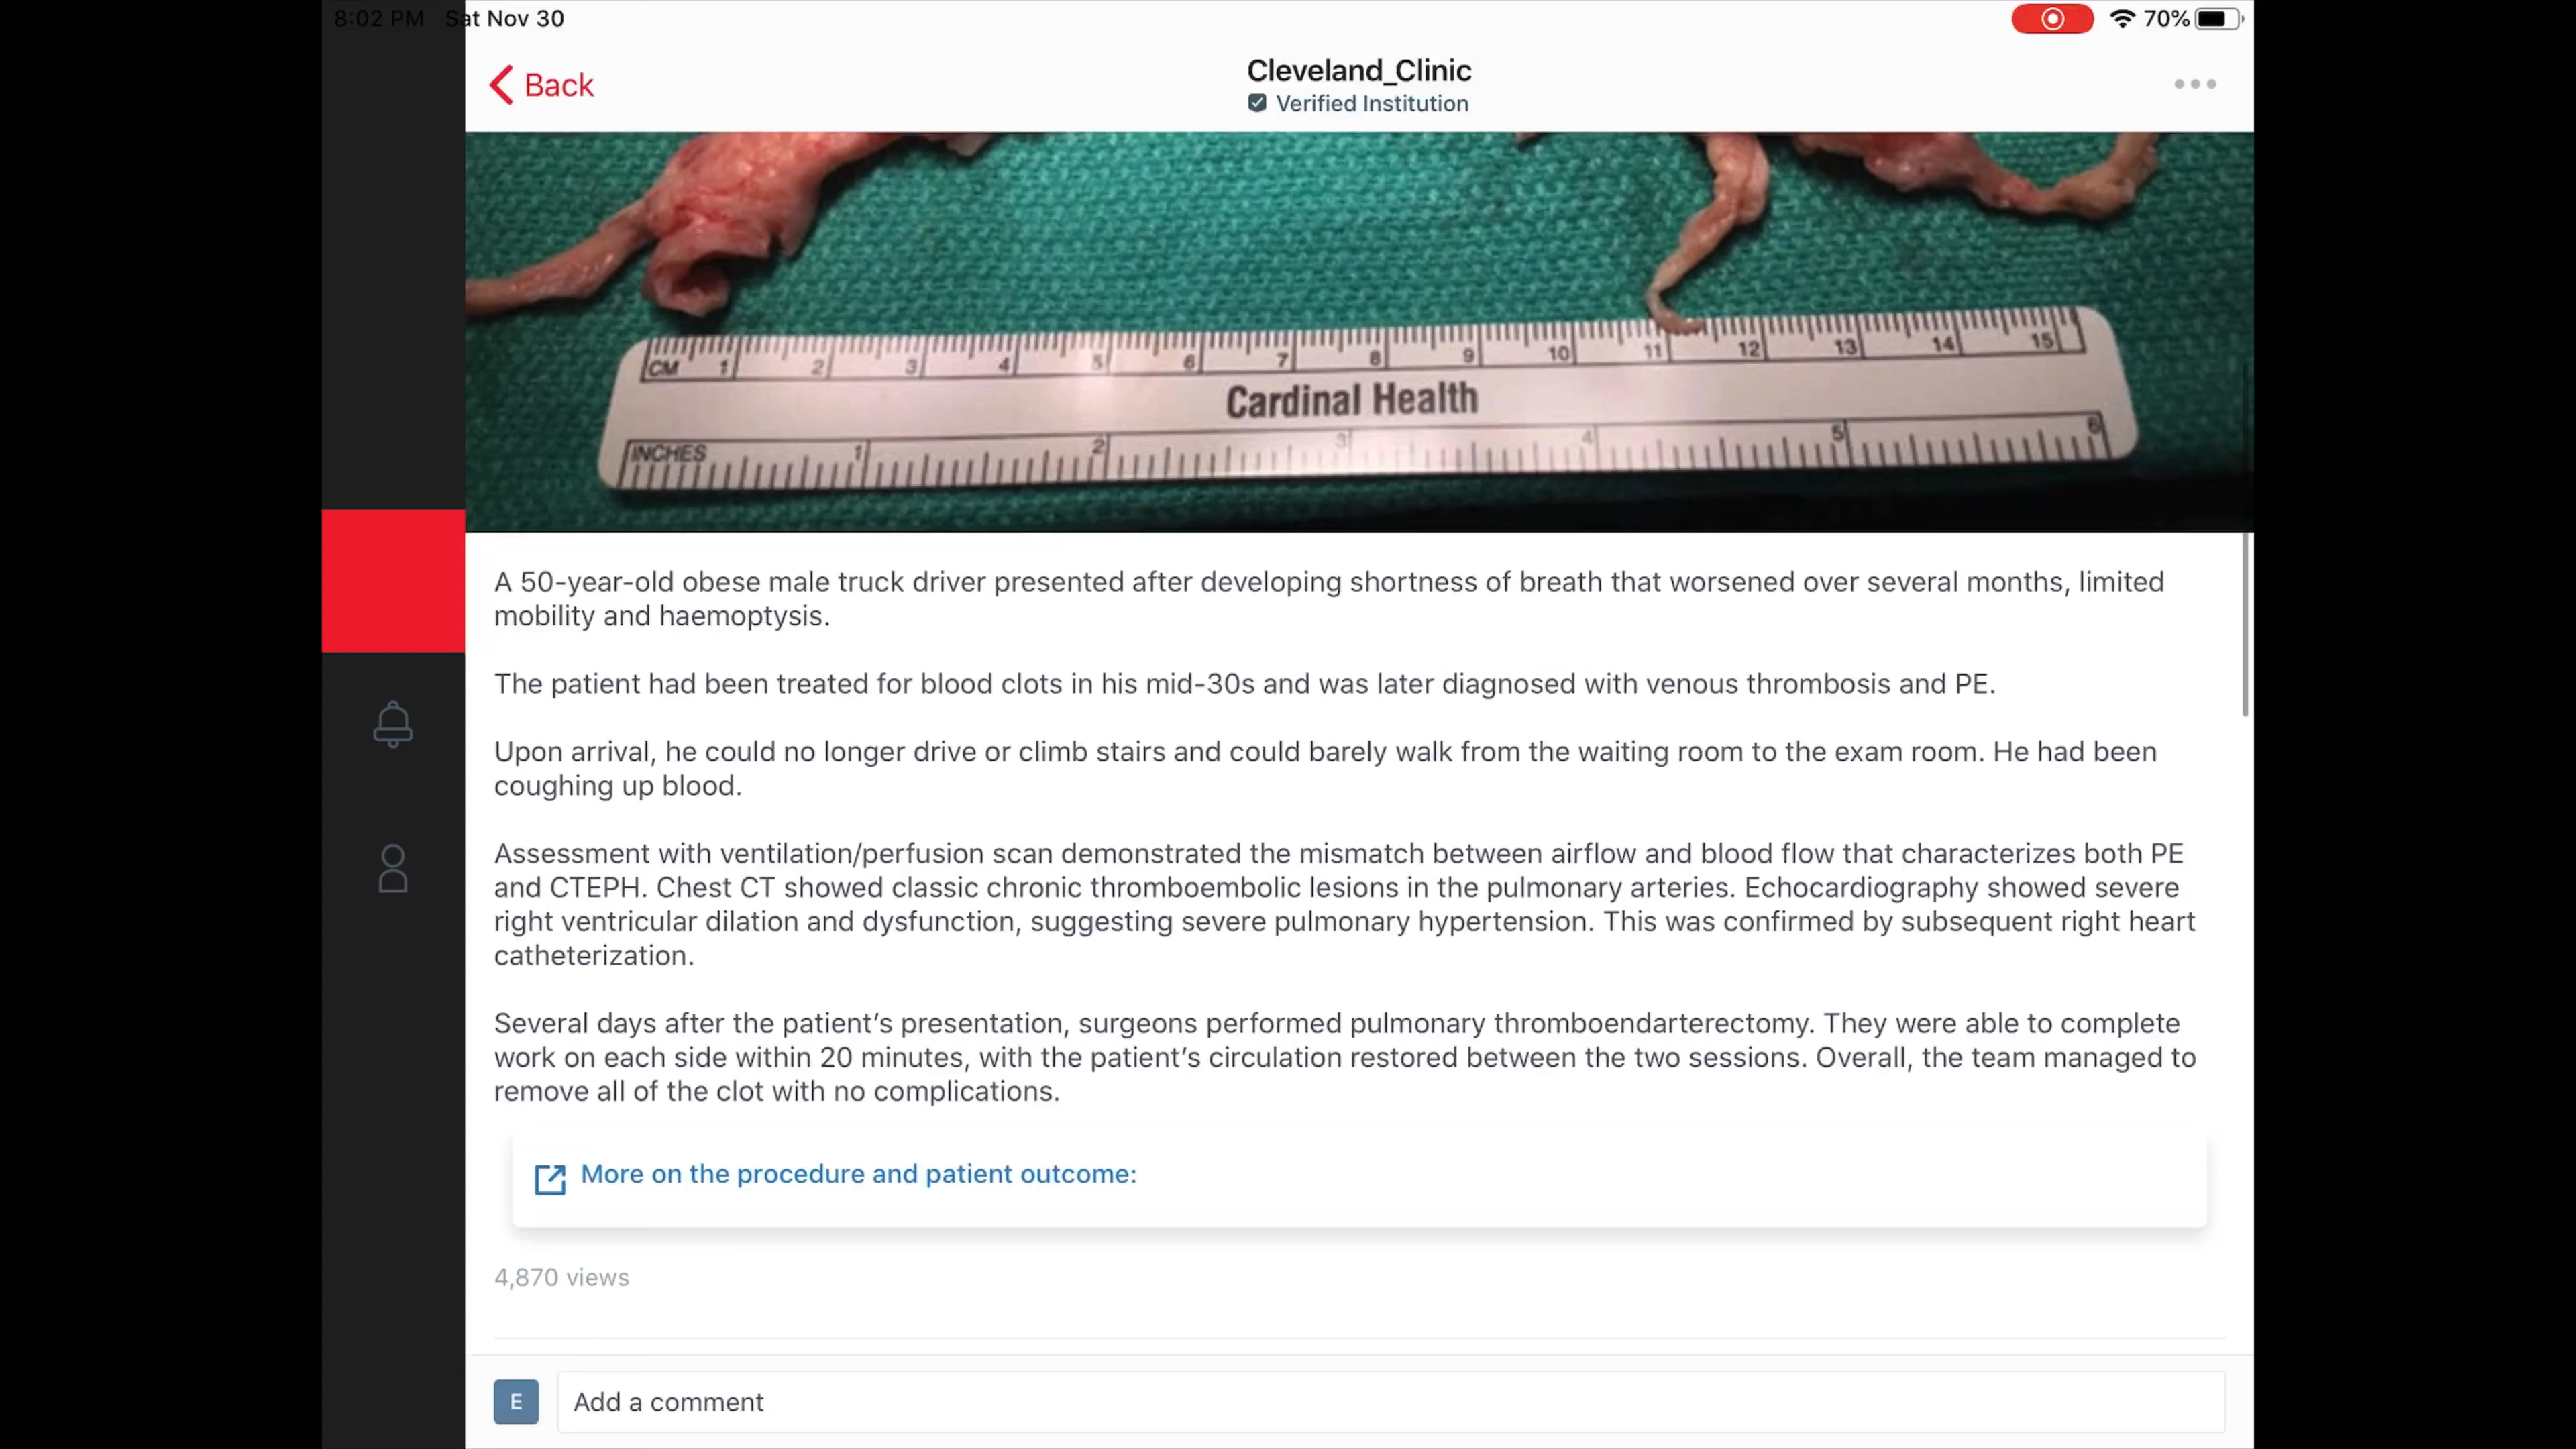 8:02 PM Sat Nov 30
70%
Back
Cleveland_Clinic
Verified Institution
CM 1 2 3 4 5 6 7 8 9 10 11 12 13 14 15
Cardinal Health
INCHES 1 2 3 4 5 6
A 50-year-old obese male truck driver presented after developing shortness of breath that worsened over several months, limited
mobility and haemoptysis.
The patient had been treated for blood clots in his mid-30s and was later diagnosed with venous thrombosis and PE.
Upon arrival, he could no longer drive or climb stairs and could barely walk from the waiting room to the exam room. He had been
coughing up blood.
Assessment with ventilation/perfusion scan demonstrated the mismatch between airflow and blood flow that characterizes both PE
and CTEPH. Chest CT showed classic chronic thromboembolic lesions in the pulmonary arteries. Echocardiography showed severe
right ventricular dilation and dysfunction, suggesting severe pulmonary hypertension. This was confirmed by subsequent right heart
catheterization.
Several days after the patient’s presentation, surgeons performed pulmonary thromboendarterectomy. They were able to complete
work on each side within 20 minutes, with the patient’s circulation restored between the two sessions. Overall, the team managed to
remove all of the clot with no complications.
More on the procedure and patient outcome:
4,870 views
E
Add a comment